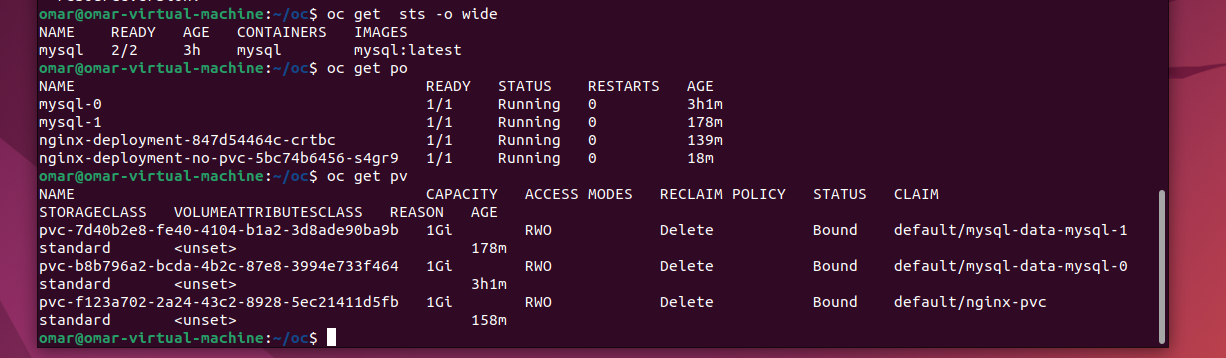 omar@omar-virtual-machine:~/oc$ oc get  sts -o wide
NAME    READY   AGE   CONTAINERS   IMAGES
mysql   2/2     3h    mysql        mysql:latest
omar@omar-virtual-machine:~/oc$ oc get po
NAME                                       READY   STATUS    RESTARTS   AGE
mysql-0                                    1/1     Running   0          3h1m
mysql-1                                    1/1     Running   0          178m
nginx-deployment-847d54464c-crtbc          1/1     Running   0          139m
nginx-deployment-no-pvc-5bc74b6456-s4gr9   1/1     Running   0          18m
omar@omar-virtual-machine:~/oc$ oc get pv
NAME                                       CAPACITY   ACCESS MODES   RECLAIM POLICY   STATUS   CLAIM
STORAGECLASS   VOLUMEATTRIBUTESCLASS   REASON   AGE
pvc-7d40b2e8-fe40-4104-b1a2-3d8ade90ba9b   1Gi        RWO            Delete           Bound    default/mysql-data-mysql-1
standard       <unset>                          178m
pvc-b8b796a2-bcda-4b2c-87e8-3994e733f464   1Gi        RWO            Delete           Bound    default/mysql-data-mysql-0
standard       <unset>                          3h1m
pvc-f123a702-2a24-43c2-8928-5ec21411d5fb   1Gi        RWO            Delete           Bound    default/nginx-pvc
standard       <unset>                          158m
omar@omar-virtual-machine:~/oc$